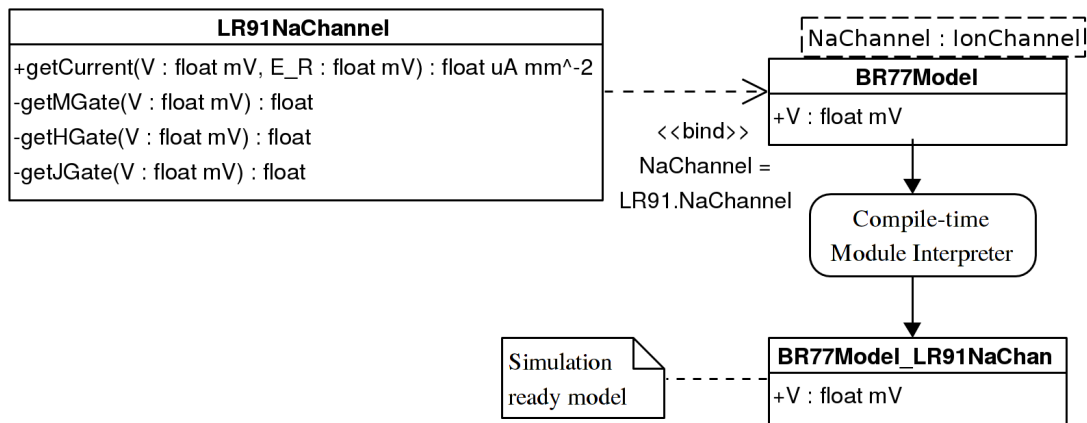 LR91NaChannel
+getCurrent(V : float mV, E_R : float mV) : float uA mm^-2
-getMGate(V : float mV) : float
-getHGate(V : float mV) : float
-getJGate(V : float mV) : float
NaChannel : IonChannel
BR77Model
+V : float mV
<<bind>>
NaChannel =
LR91.NaChannel
Compile-time
Module Interpreter
Simulation
ready model
BR77Model_LR91NaChan
+V : float mV